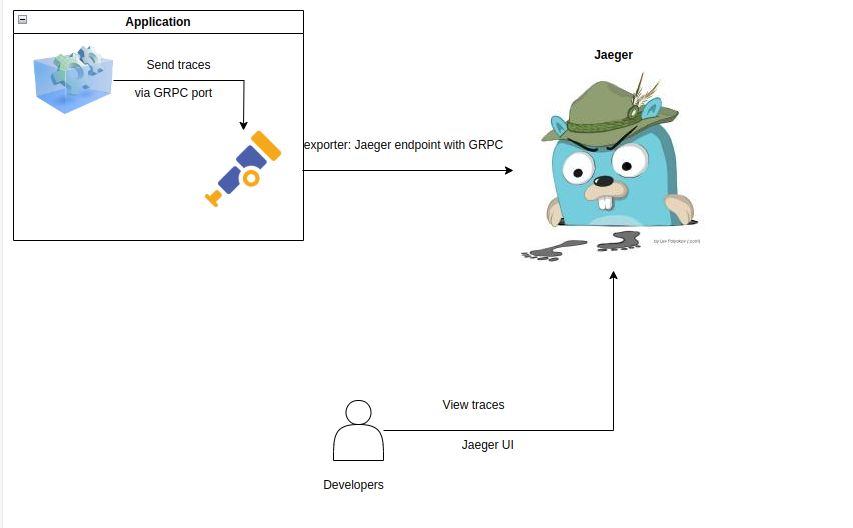 Application
Send traces
via GRPC port
Jaeger
exporter: Jaeger endpoint with GRPC
View traces
Jaeger UI
Developers